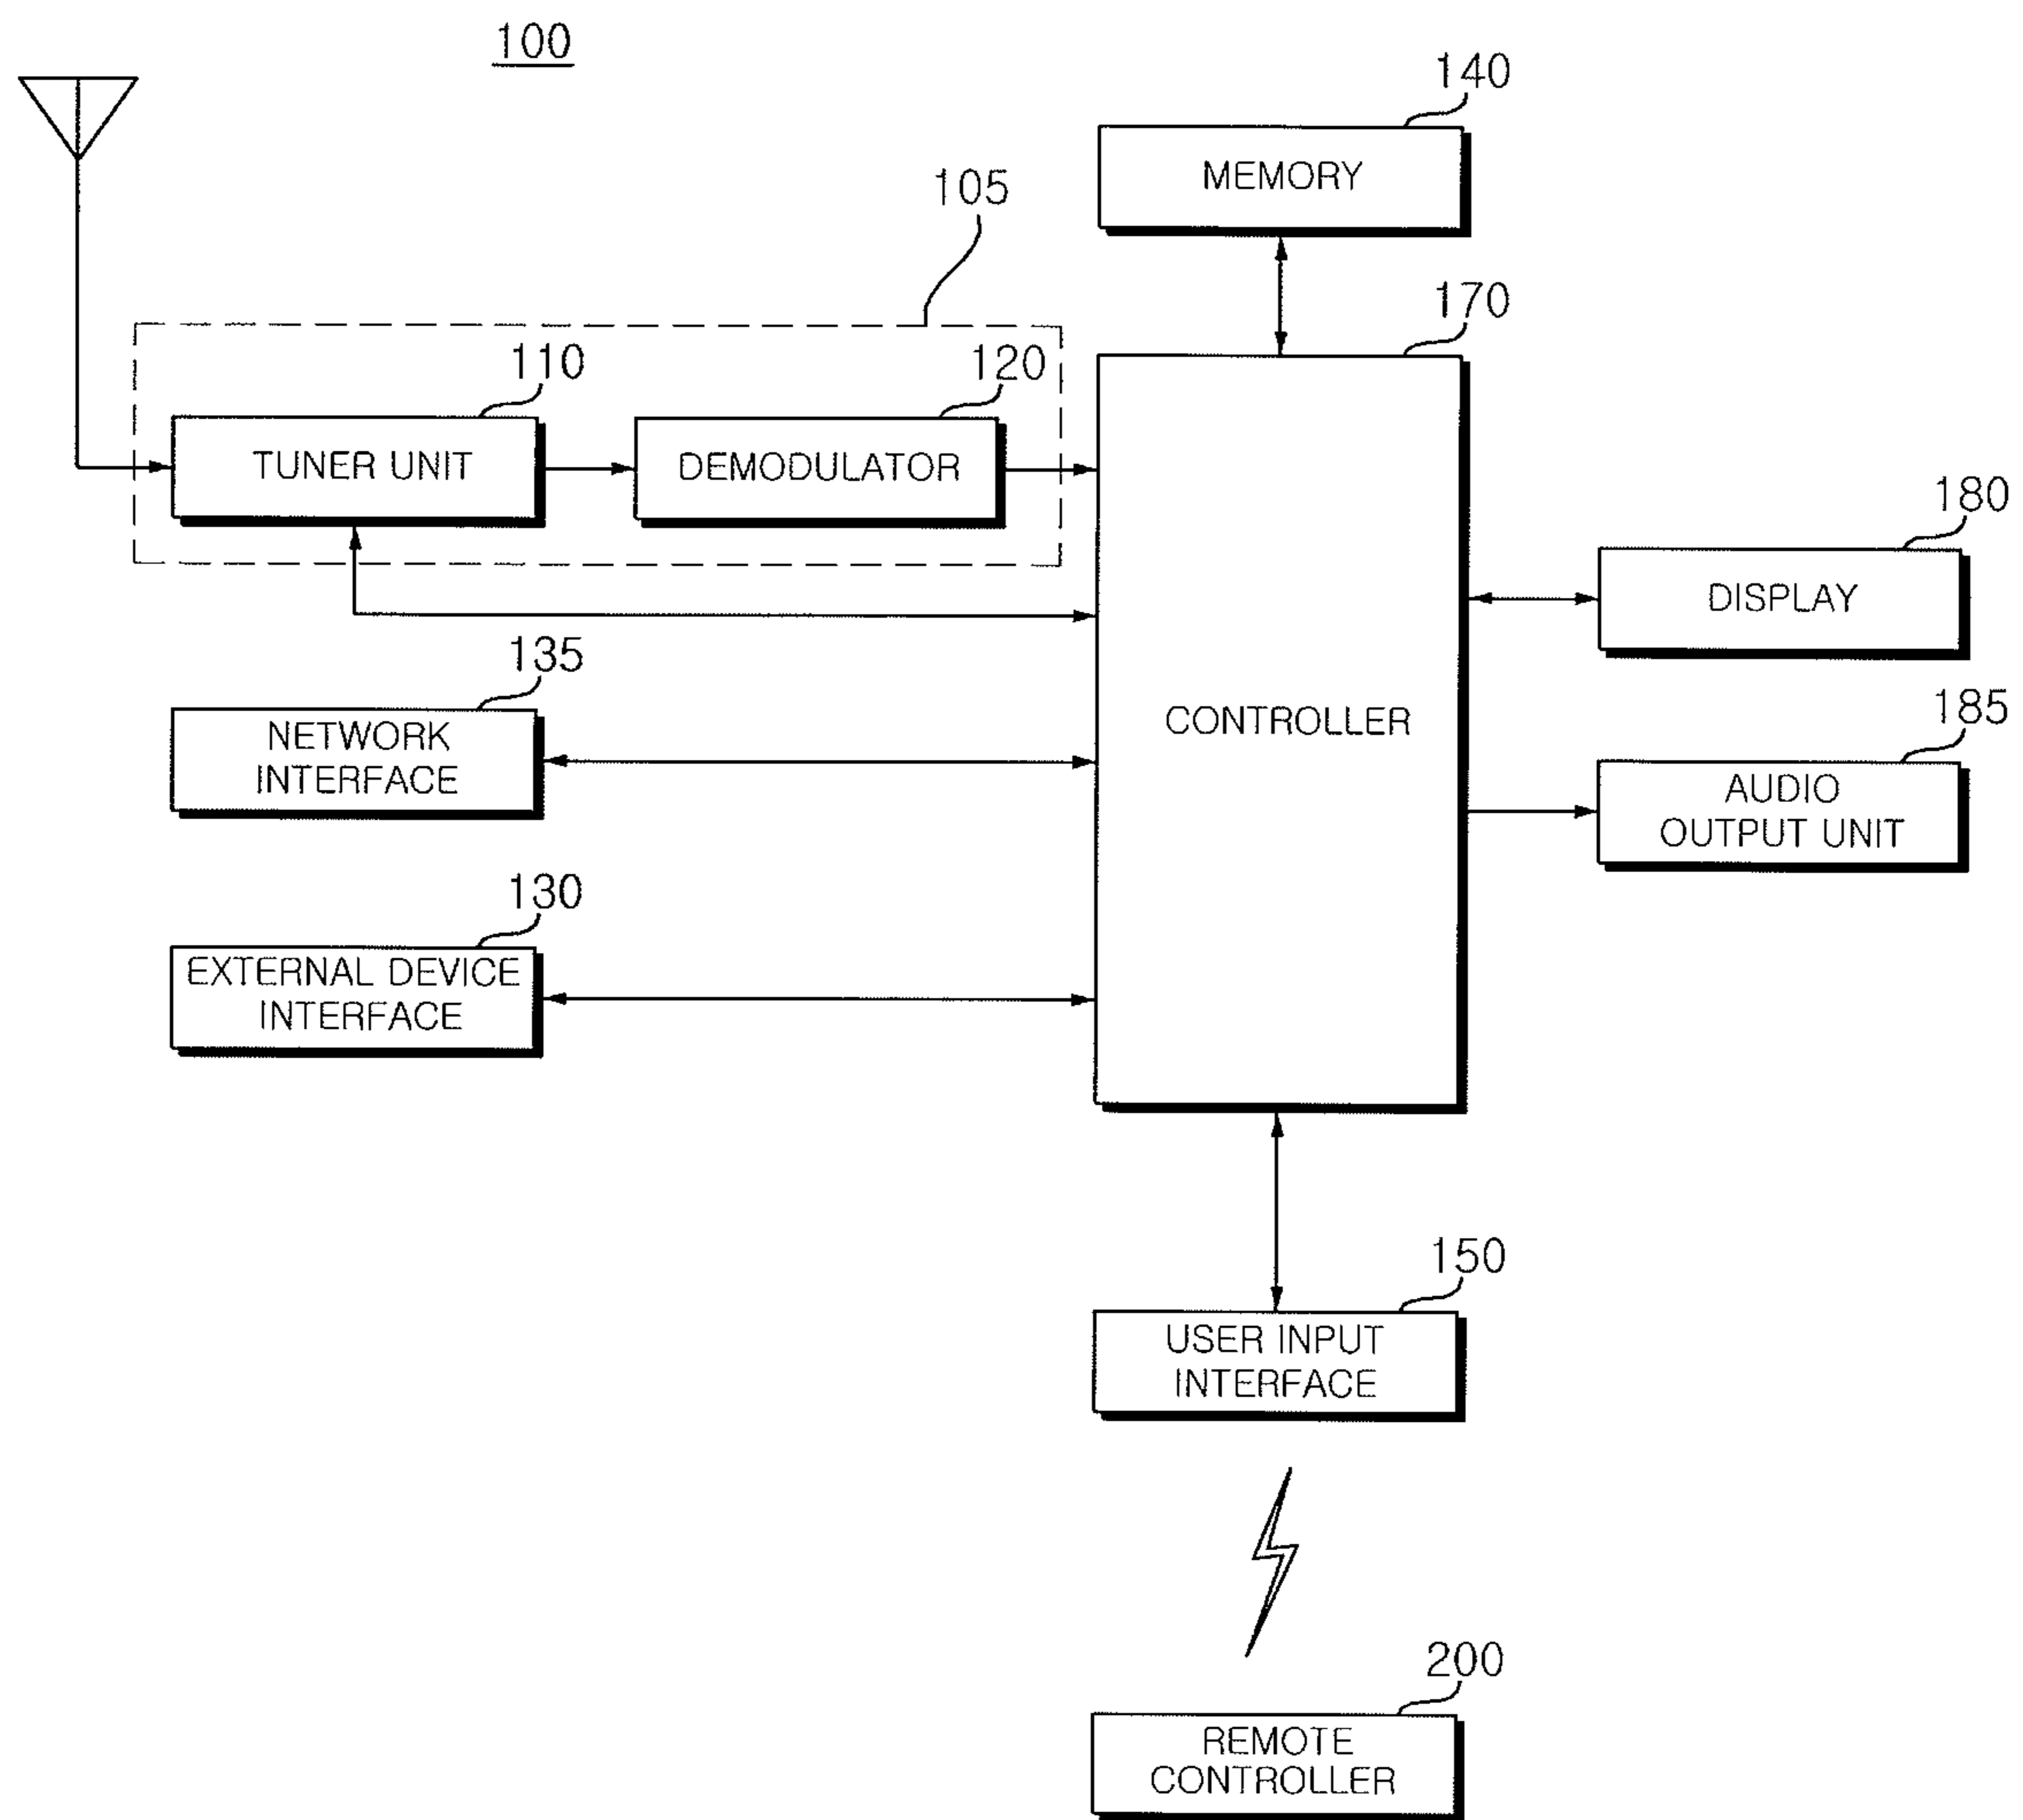 100
140
MEMORY
105
170
110
120
TUNER UNIT
DEMODULATOR
180
DISPLAY
135
NETWORK
INTERFACE
CONTROLLER
185
AUDIO
OUTPUT UNIT
130
EXTERNAL DEVICE
INTERFACE
150
USER INPUT
INTERFACE
200
REMOTE
CONTROLLER